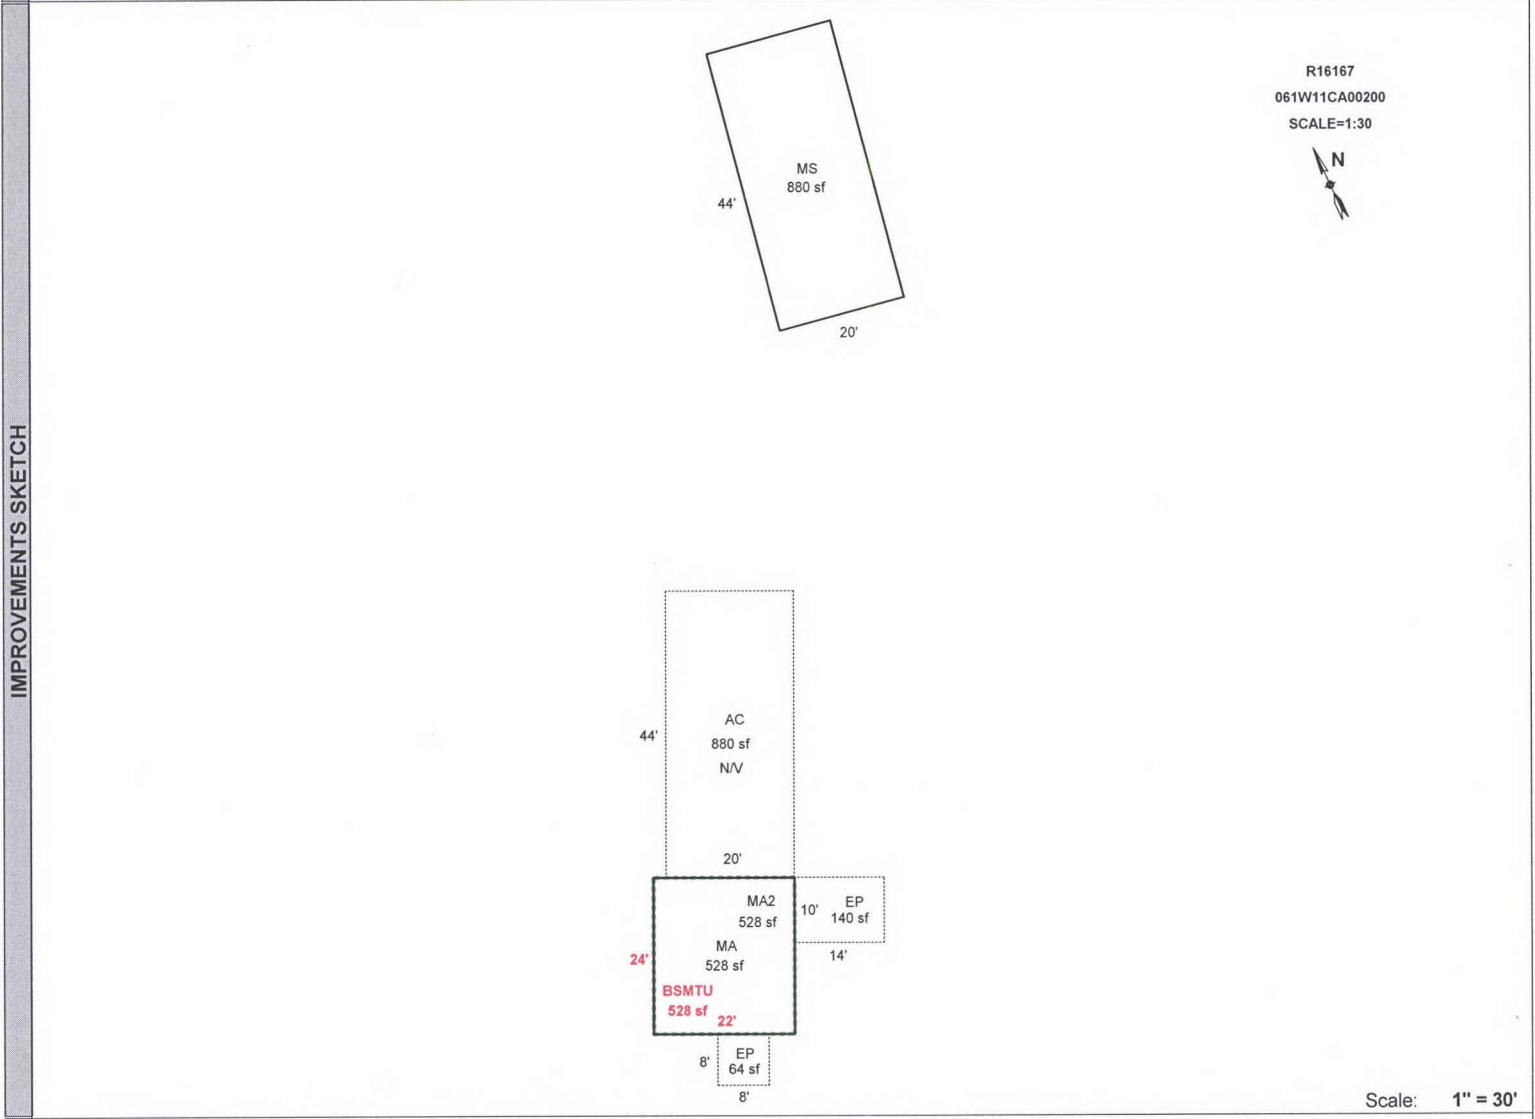 R16167
061W11CA00200
SCALE=1:30
N
MS
880 sf
44'
20'
IMPROVEMENTS SKETCH
AC
44'
880 sf
N/V
20'
MA2
10'
EP
528 sf
140 sf
MA
24'
528 sf
14'
BSMTU
528 sf
22'
EP
8'
64 sf
8'
Scale: 1" = 30'